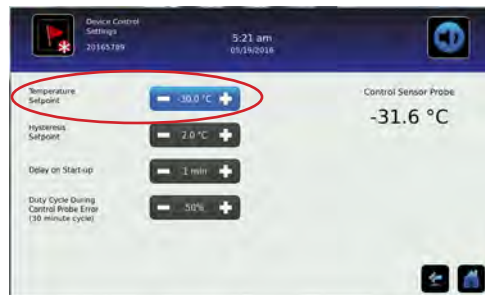 Device Control
Settings
20165789
5:21 am
05/19/2016
Temperature
Setpoint
-30.0 °C
Control Sensor Probe
-31.6 °C
Hysteresis
Setpoint
2.0 °C
Delay on Start-up
1 min
Duty Cycle During
Control Probe Error
(30 minute cycle)
50%